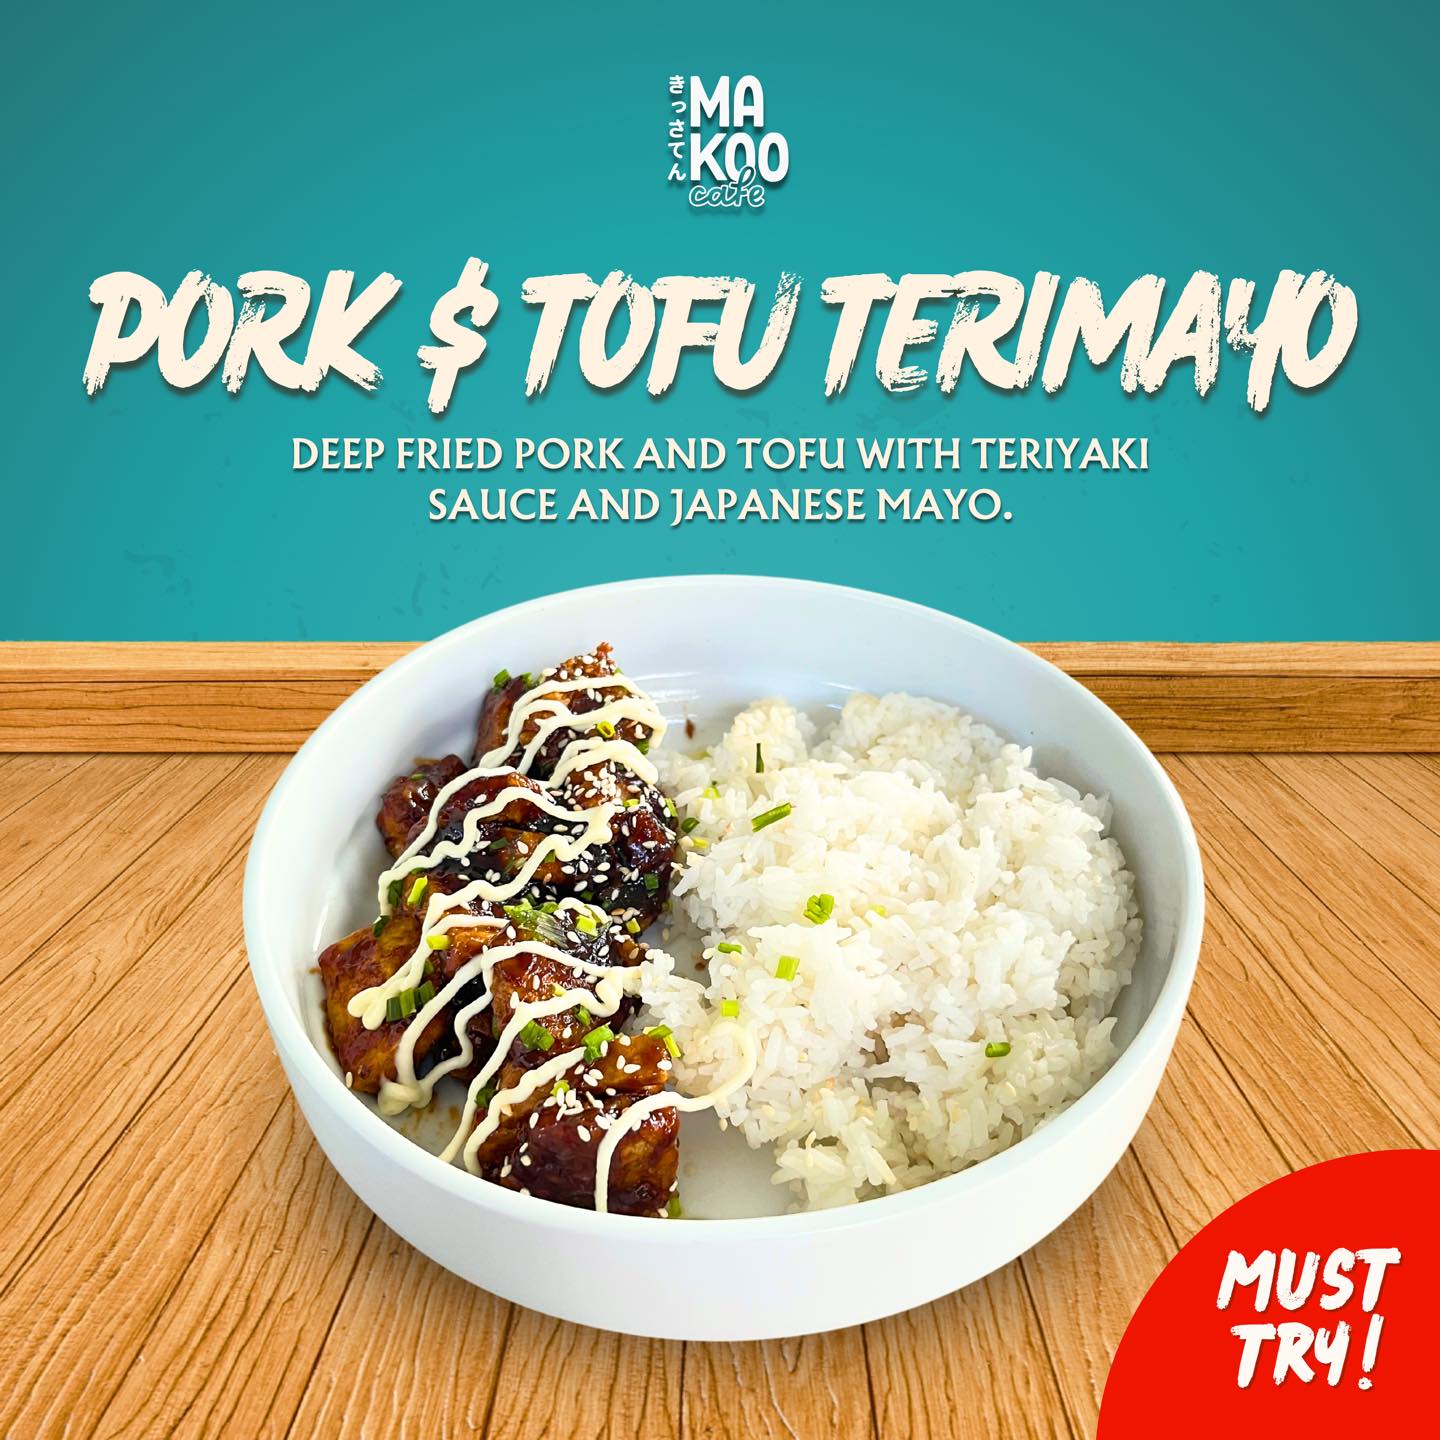 きっさてん
MA
KOO
cafe
PORK & TOFU TERIMAYO
DEEP FRIED PORK AND TOFU WITH TERIYAKI
SAUCE AND JAPANESE MAYO.
MUST
TRY!